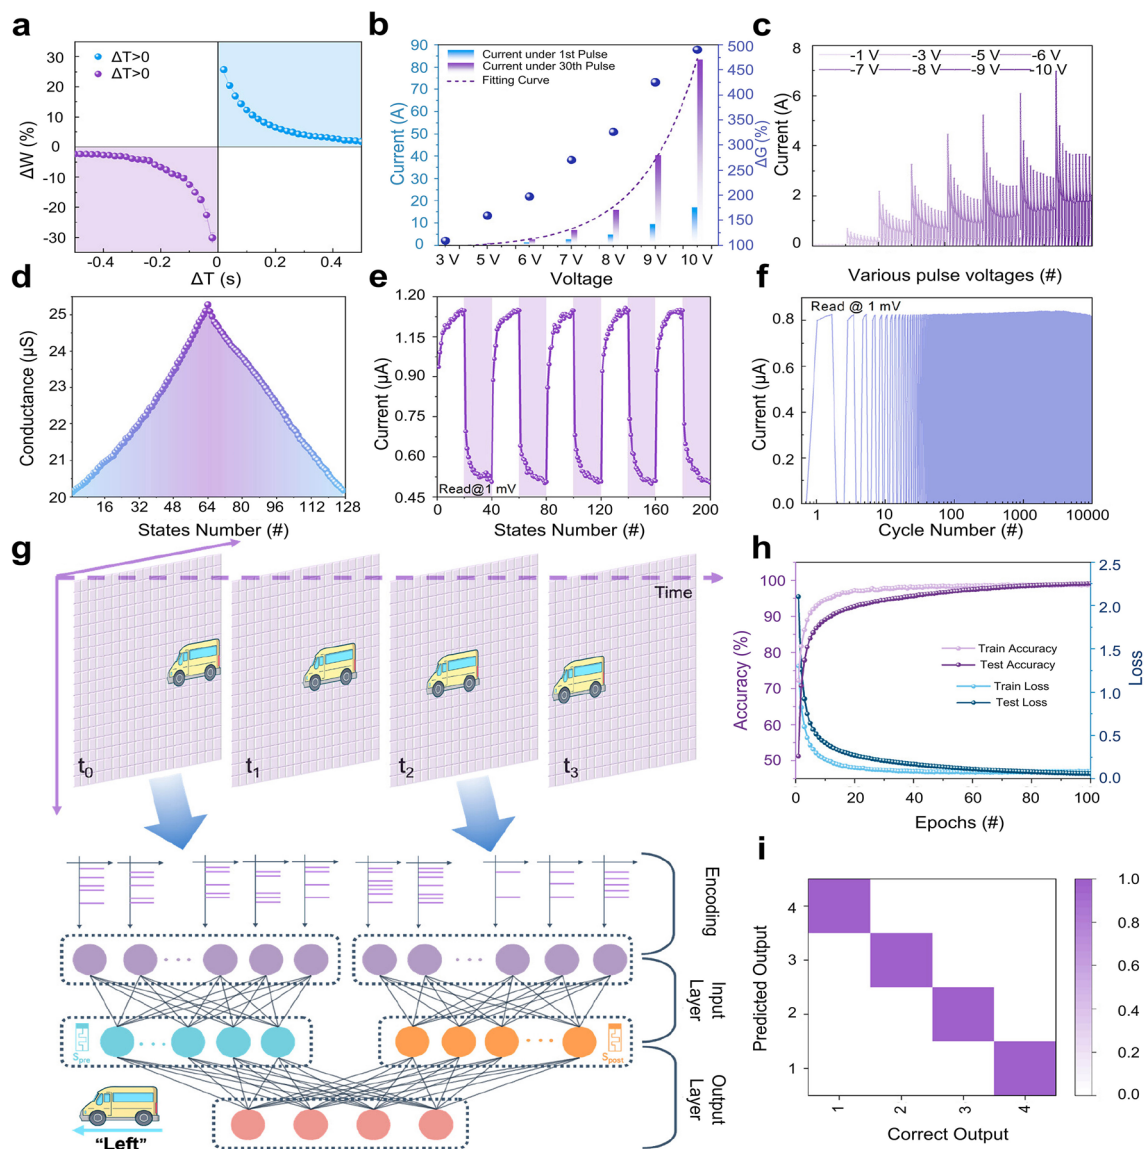 a
ΔT>0
ΔT>0
30
20
10
0
-10
-20
-30
ΔW (%)
-0.4
-0.2
0
0.2
0.4
ΔT (s)
b
Current under 1st Pulse
Current under 30th Pulse
Fitting Curve
90
80
70
60
50
40
30
20
10
0
Current (A)
500
450
400
350
300
250
200
150
100
ΔG (%)
3 V
5 V
6 V
7 V
8 V
9 V
10 V
Voltage
c
-1 V
-3 V
-5 V
-6 V
-7 V
-8 V
-9 V
-10 V
8
6
4
2
0
Current (A)
Various pulse voltages (#)
d
25
24
23
22
21
20
Conductance (µS)
0
16
32
48
64
80
96
112
128
States Number (#)
e
1.20
1.05
0.90
0.75
0.60
0.45
Current (µA)
Read@1 mV
0
40
80
120
160
200
States Number (#)
f
Read @ 1 mV
0.8
0.6
0.4
0.2
0.0
Current (µA)
1
10
100
1000
10000
Cycle Number (#)
g
Time
t0
t1
t2
t3
Encoding
Input
Layer
Output
Layer
Spre
Spost
“Left”
h
100
90
80
70
60
50
Accuracy (%)
Train Accuracy
Test Accuracy
Train Loss
Test Loss
2.5
2.0
1.5
1.0
0.5
0.0
Loss
0
20
40
60
80
100
Epochs (#)
i
4
3
2
1
Predicted Output
1
2
3
4
Correct Output
1.0
0.8
0.6
0.4
0.2
0.0